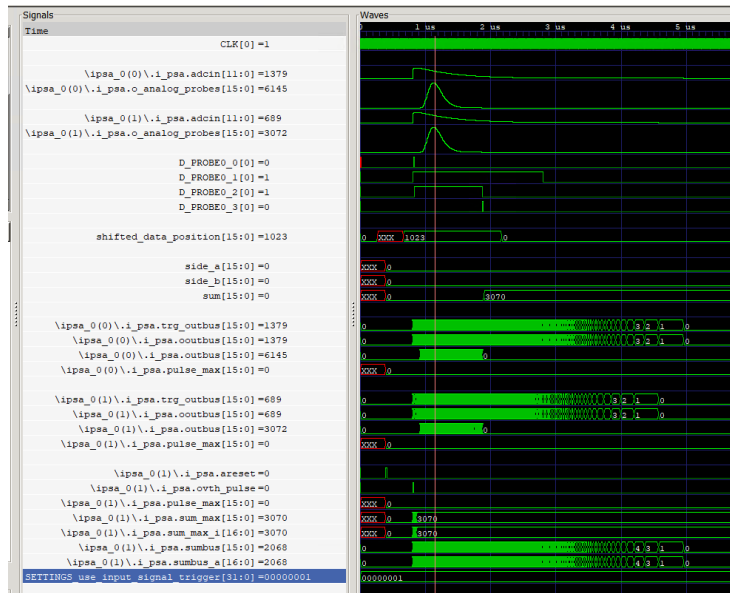 Signals
Waves
Time
1 us 2 us 3 us 4 us 5 us
CLK[0] =1
\ipsa_0(0)\.i_psa.adcin[11:0] =1379
\ipsa_0(0)\.i_psa.o_analog_probes[15:0] =6145
\ipsa_0(1)\.i_psa.adcin[11:0] =689
\ipsa_0(1)\.i_psa.o_analog_probes[15:0] =3072
D_PROBE0_0[0] =0
D_PROBE0_1[0] =1
D_PROBE0_2[0] =1
D_PROBE0_3[0] =0
shifted_data_position[15:0] =1023
0 XXX 1023 0
side_a[15:0] =0
XXX 0
side_b[15:0] =0
XXX 0
sum[15:0] =0
XXX 0 3070
\ipsa_0(0)\.i_psa.trg_outbus[15:0] =1379
0 3 2 1 0
\ipsa_0(0)\.i_psa.ooutbus[15:0] =1379
0 3 2 1 0
\ipsa_0(0)\.i_psa.outbus[15:0] =6145
0 0
\ipsa_0(0)\.i_psa.pulse_max[15:0] =0
XXX 0
\ipsa_0(1)\.i_psa.trg_outbus[15:0] =689
0 3 2 1 0
\ipsa_0(1)\.i_psa.ooutbus[15:0] =689
0 3 2 1 0
\ipsa_0(1)\.i_psa.outbus[15:0] =3072
0 0
\ipsa_0(1)\.i_psa.pulse_max[15:0] =0
XXX 0
\ipsa_0(1)\.i_psa.areset =0
\ipsa_0(1)\.i_psa.ovth_pulse =0
\ipsa_0(1)\.i_psa.pulse_max[15:0] =0
XXX 0
\ipsa_0(1)\.i_psa.sum_max[15:0] =3070
XXX 0 3070
\ipsa_0(1)\.i_psa.sum_max_i[16:0] =3070
XXX 0 3070
\ipsa_0(1)\.i_psa.sumbus[15:0] =2068
0 4 3 1 0
\ipsa_0(1)\.i_psa.sumbus_a[16:0] =2068
0 4 3 1 0
SETTINGS_use_input_signal_trigger[31:0] =00000001
00000001